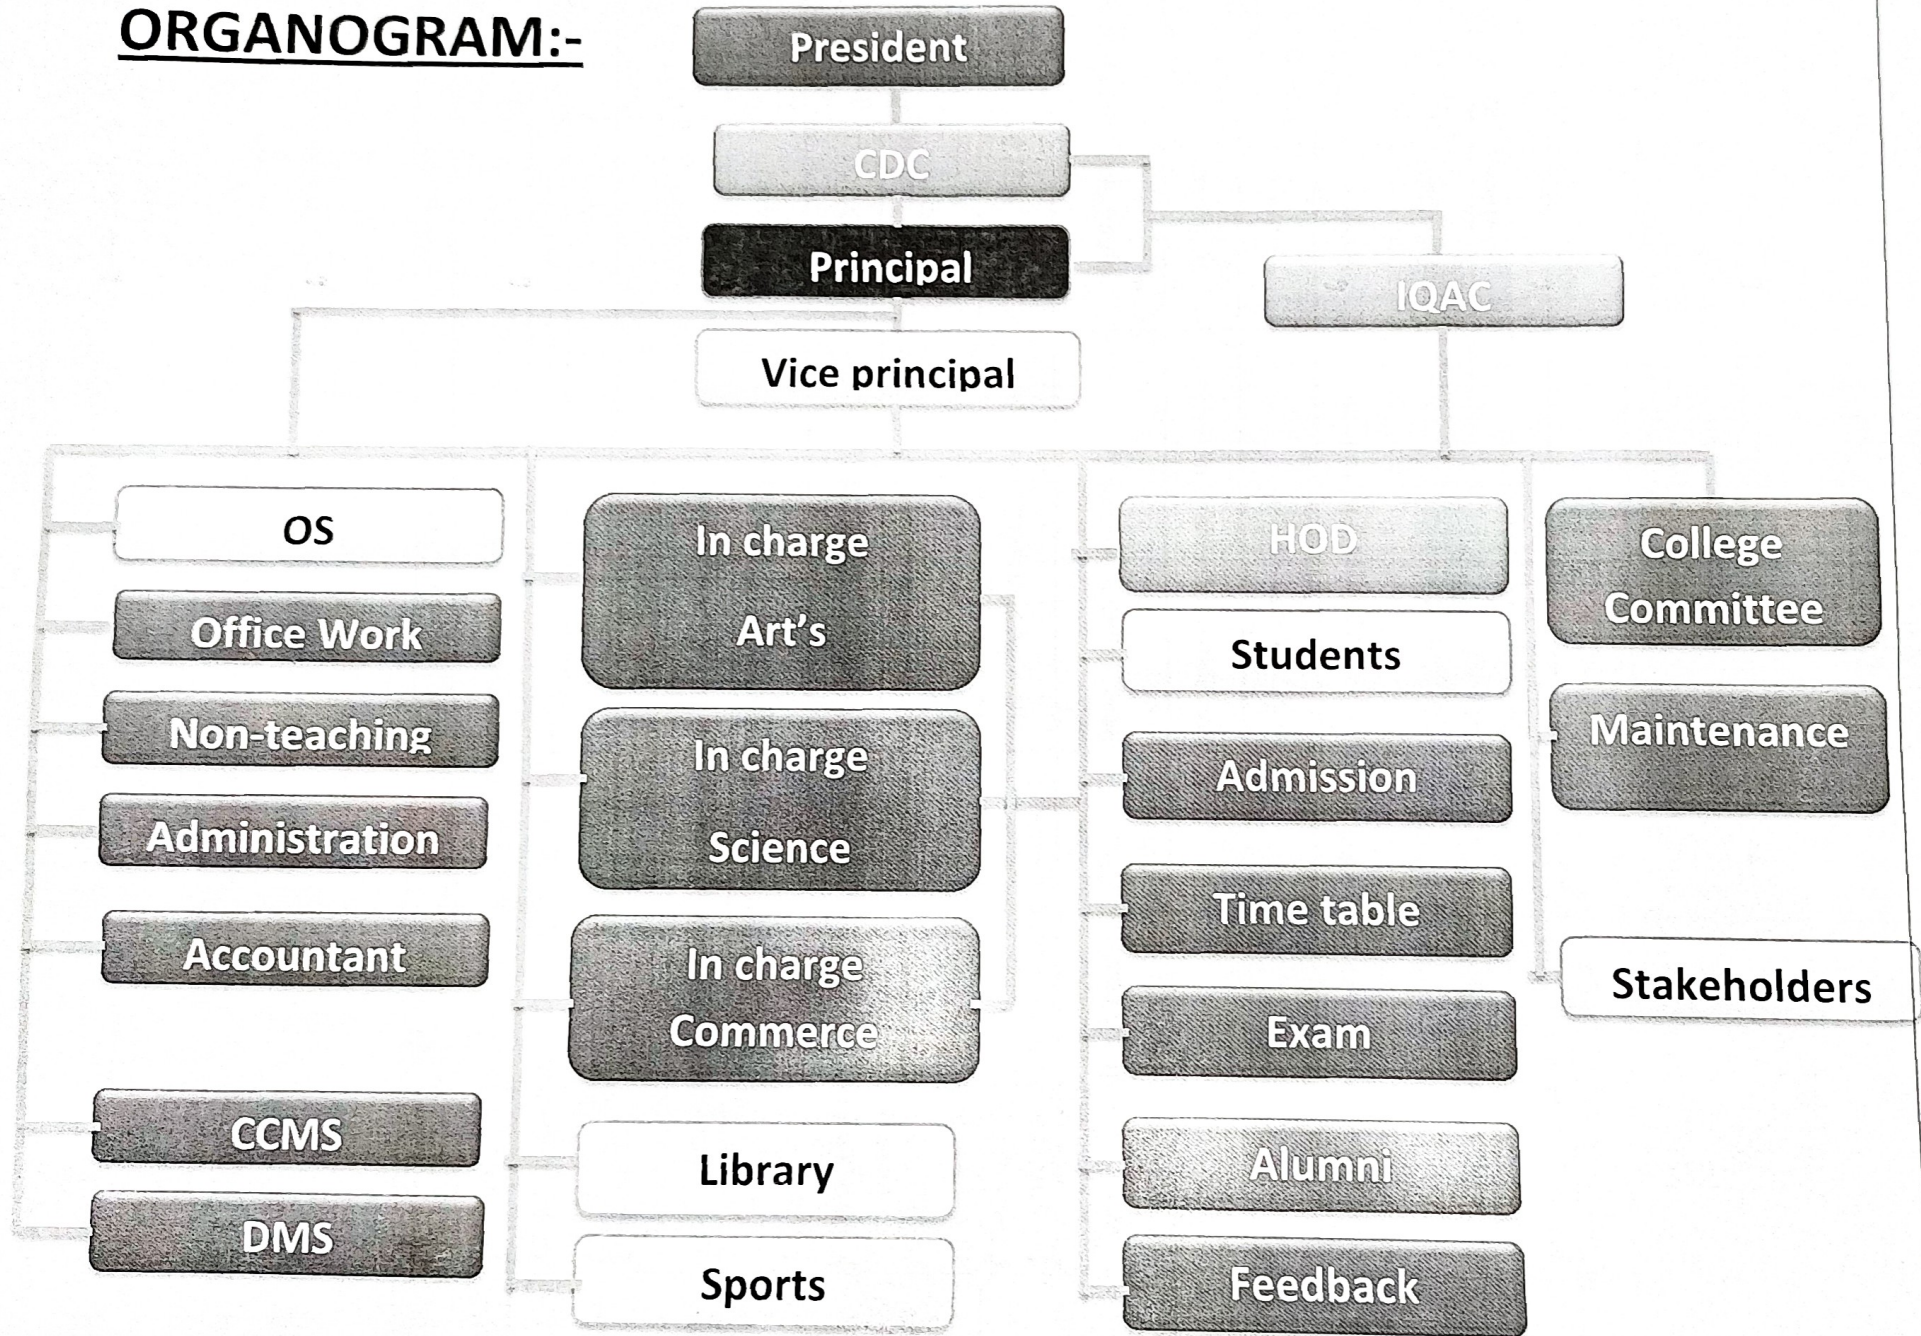 ORGANOGRAM:-
President
CDC
Principal
IQAC
Vice principal
OS
Office Work
Non-teaching
Administration
Accountant
CCMS
DMS
In charge
Art's
In charge
Science
In charge
Commerce
Library
Sports
HOD
Students
Admission
Time table
Exam
Alumni
Feedback
College
Committee
Maintenance
Stakeholders